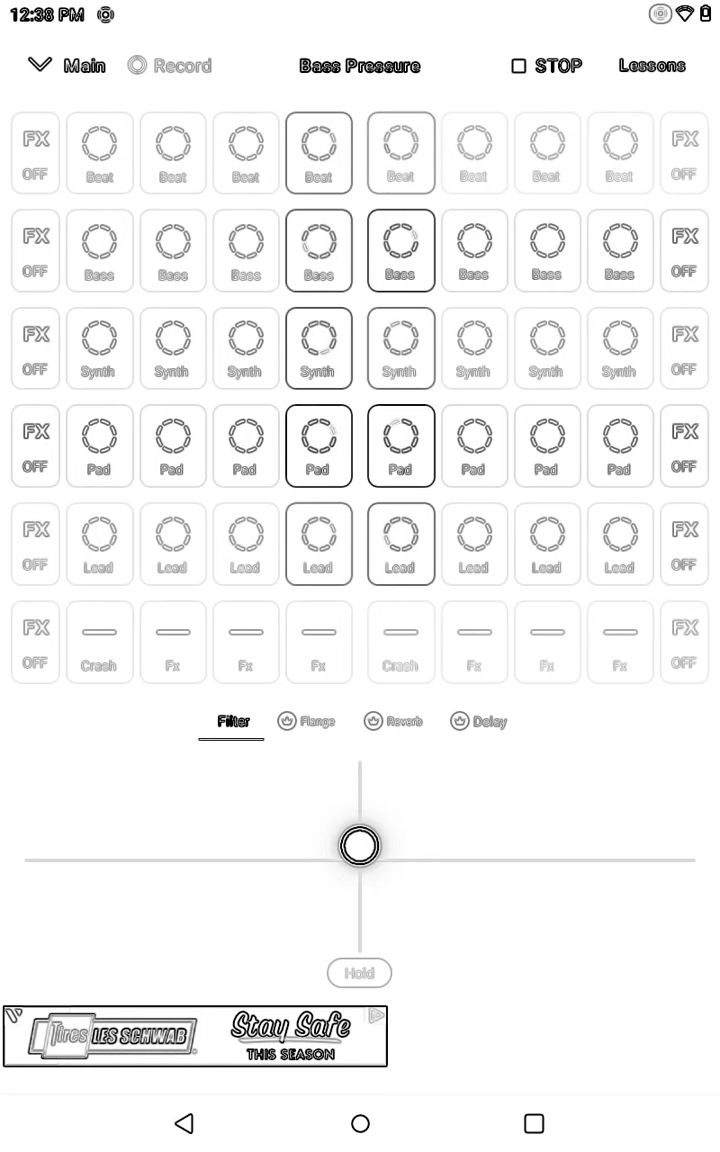 12:38 PM
Main Record Bass Pressure STOP Lessons
FX Beat Beat Beat Beat Beat Beat Beat Beat FX
OFF OFF
FX Bass Bass Bass Bass Bass Bass Bass Bass FX
OFF OFF
FX Synth Synth Synth Synth Synth Synth Synth Synth FX
OFF OFF
FX Pad Pad Pad Pad Pad Pad Pad Pad FX
OFF OFF
FX Lead Lead Lead Lead Lead Lead Lead Lead FX
OFF OFF
FX Crash Fx Fx Fx Crash Fx Fx Fx FX
OFF OFF
Filter Flange Reverb Delay
Hold
Tires LES SCHWAB Stay Safe
THIS SEASON